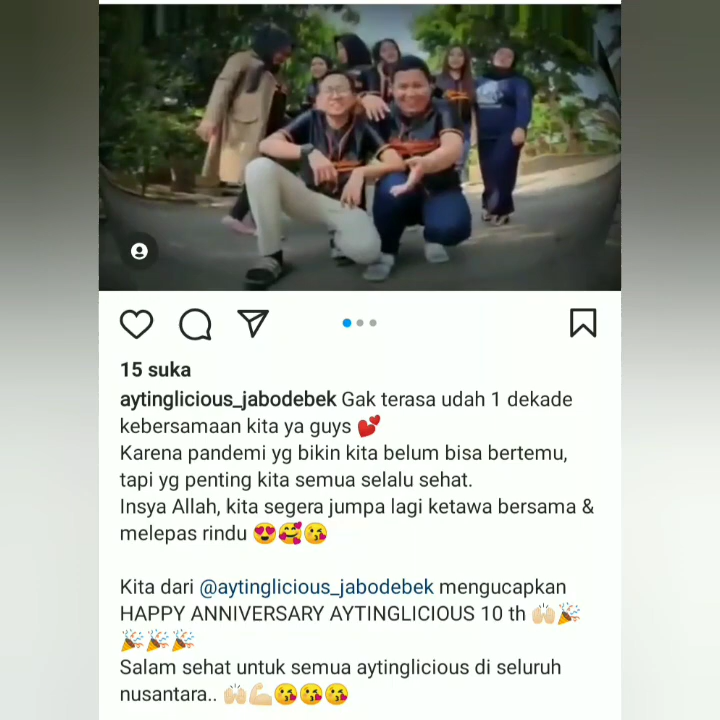 15 suka
aytinglicious_jabodebek Gak terasa udah 1 dekade
kebersamaan kita ya guys 💕
Karena pandemi yg bikin kita belum bisa bertemu,
tapi yg penting kita semua selalu sehat.
Insya Allah, kita segera jumpa lagi ketawa bersama &
melepas rindu 😍🥰😘
Kita dari @aytinglicious_jabodebek mengucapkan
HAPPY ANNIVERSARY AYTINGLICIOUS 10 th 🙌🏻🎉
🎉🎉🎉
Salam sehat untuk semua aytinglicious di seluruh
nusantara.. 🙌🏻💪🏻😘😘😘